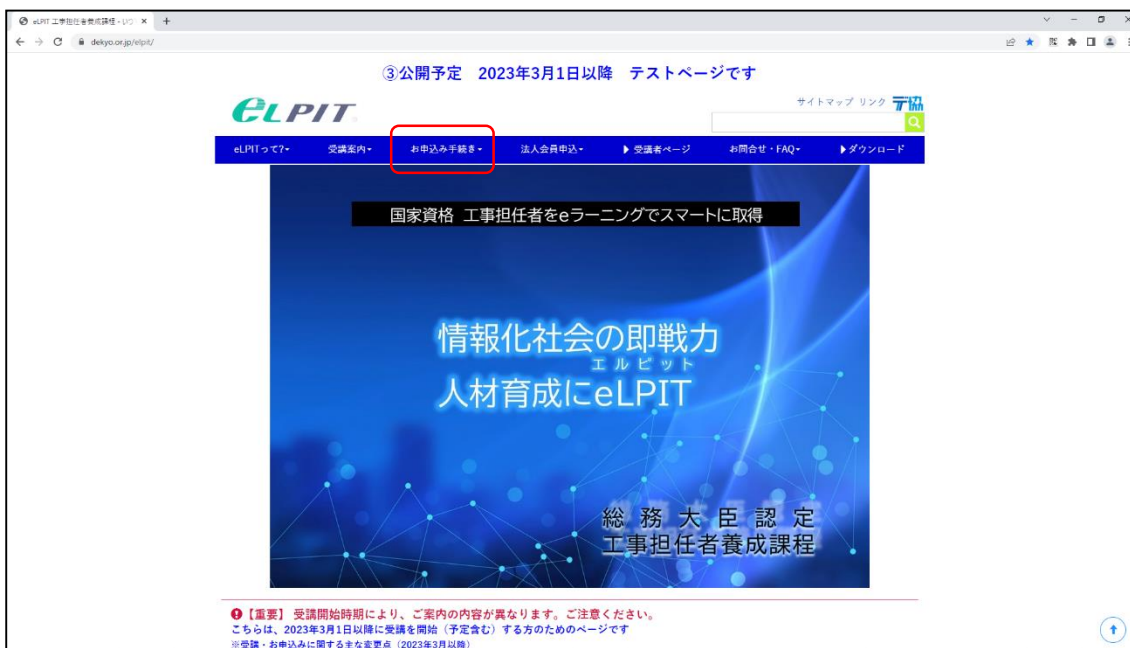 eLPIT 工事担任者養成課程 -
dekyo.or.jp/elpit/
③公開予定 2023年3月1日以降 テストページです
eLPIT
サイトマップ リンク デ協
eLPITって?▾ 受講案内▾ お申込み手続き▾ 法人会員申込▾ ▶受講者ページ お問合せ・FAQ▾ ▶ダウンロード
国家資格 工事担任者をeラーニングでスマートに取得
情報化社会の即戦力
エルピット
人材育成にeLPIT
総務大臣認定
工事担任者養成課程
【重要】 受講開始時期により、ご案内の内容が異なります。ご注意ください。
こちらは、2023年3月1日以降に受講を開始（予定含む）する方のためのページです
※受講・お申込みに関する主な変更点（2023年3月以降）